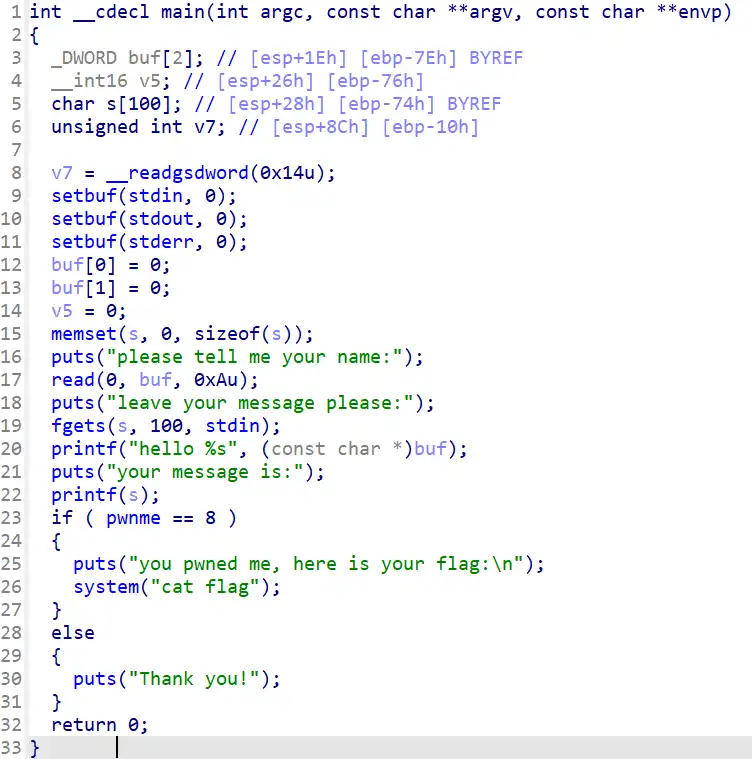 1 int __cdecl main(int argc, const char **argv, const char **envp)
2 {
3   _DWORD buf[2]; // [esp+1Eh] [ebp-7Eh] BYREF
4   __int16 v5; // [esp+26h] [ebp-76h]
5   char s[100]; // [esp+28h] [ebp-74h] BYREF
6   unsigned int v7; // [esp+8Ch] [ebp-10h]
7
8   v7 = __readgsdword(0x14u);
9   setbuf(stdin, 0);
10   setbuf(stdout, 0);
11   setbuf(stderr, 0);
12   buf[0] = 0;
13   buf[1] = 0;
14   v5 = 0;
15   memset(s, 0, sizeof(s));
16   puts("please tell me your name:");
17   read(0, buf, 0xAu);
18   puts("leave your message please:");
19   fgets(s, 100, stdin);
20   printf("hello %s", (const char *)buf);
21   puts("your message is:");
22   printf(s);
23   if ( pwnme == 8 )
24   {
25     puts("you pwned me, here is your flag:\n");
26     system("cat flag");
27   }
28   else
29   {
30     puts("Thank you!");
31   }
32   return 0;
33 }